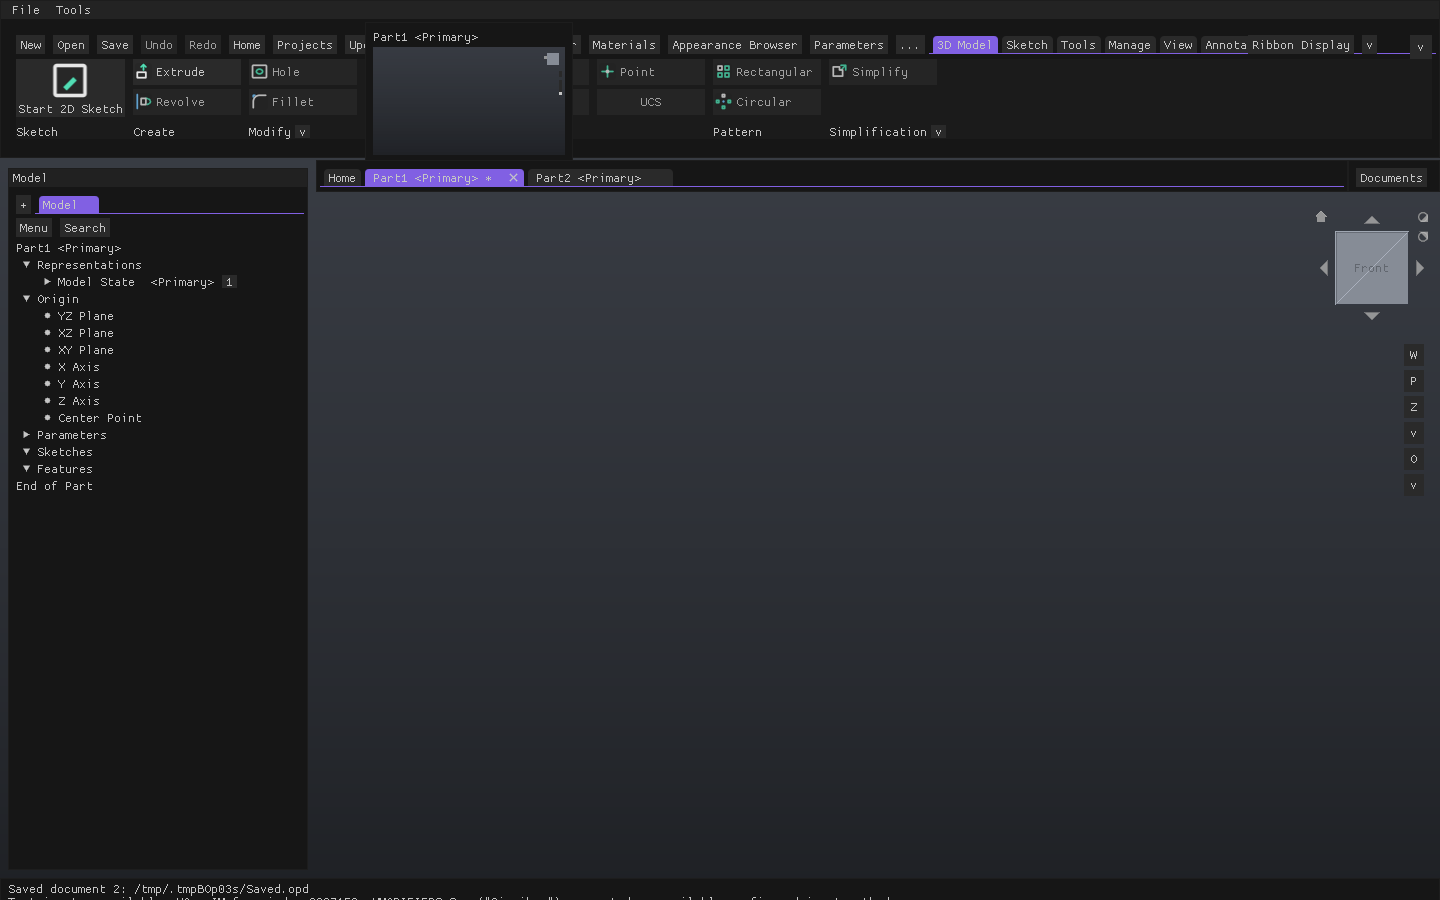 File Tools
Part1 <Primary>
New Open Save Undo Redo Home Projects Materials Appearance Browser Parameters ... 3D Model Sketch Tools Manage View Annota Ribbon Display v v
Extrude Hole Point Rectangular Simplify
Start 2D Sketch Revolve Fillet UCS Circular
Sketch Create Modify v Pattern Simplification v
Model
Home Part1 <Primary> * Part2 <Primary> Documents
+ Model
Menu Search
Part1 <Primary>
Representations
Model State <Primary> 1
Origin
YZ Plane
XZ Plane
XY Plane
X Axis
Y Axis
Z Axis
Center Point
Parameters
Sketches
Features
End of Part
Front
W
P
Z
v
O
v
Saved document 2: /tmp/.tmpBOp03s/Saved.opd